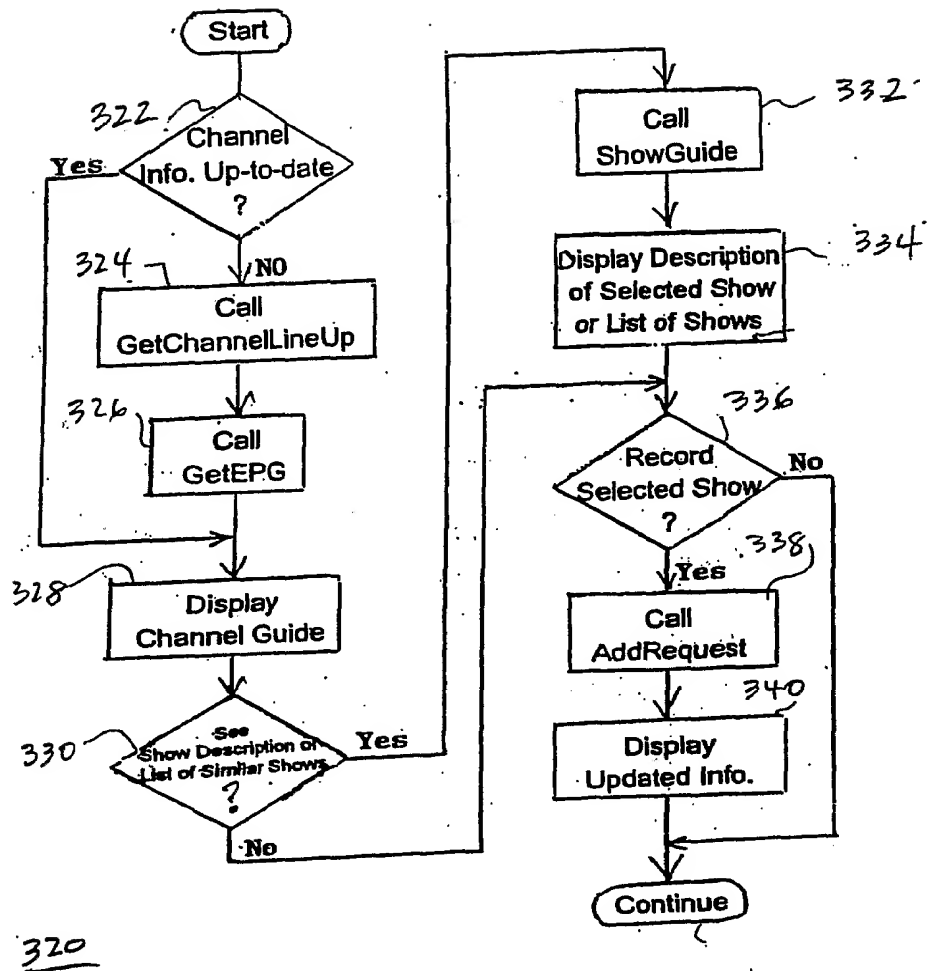 Start
322
Channel
Info. Up-to-date
?
Yes
NO
324
Call
GetChannelLineUp
326
Call
GetEPG
328
Display
Channel Guide
330
See
Show Description or
List of Similar Shows
?
Yes
No
332
Call
ShowGuide
334
Display Description
of Selected Show
or List of Shows
336
Record
Selected Show
?
No
Yes
338
Call
AddRequest
340
Display
Updated Info.
Continue
320